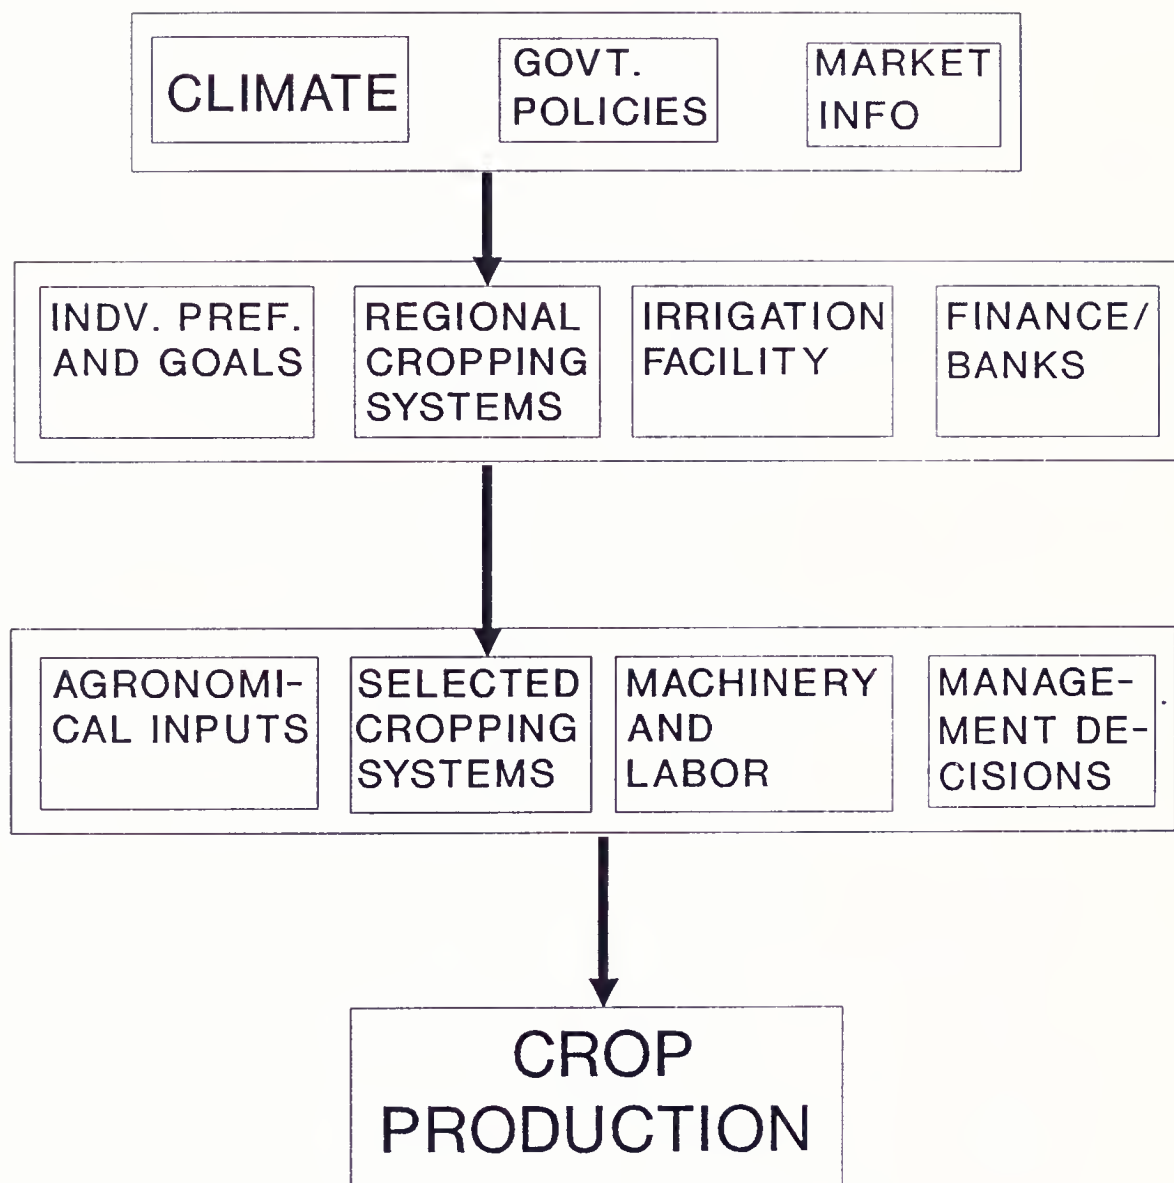 CLIMATE
GOVT.
POLICIES
MARKET
INFO
INDV. PREF.
AND GOALS
REGIONAL
CROPPING
SYSTEMS
IRRIGATION
FACILITY
FINANCE/
BANKS
AGRONOMI-
CAL INPUTS
SELECTED
CROPPING
SYSTEMS
MACHINERY
AND
LABOR
MANAGE-
MENT DE-
CISIONS
CROP
PRODUCTION